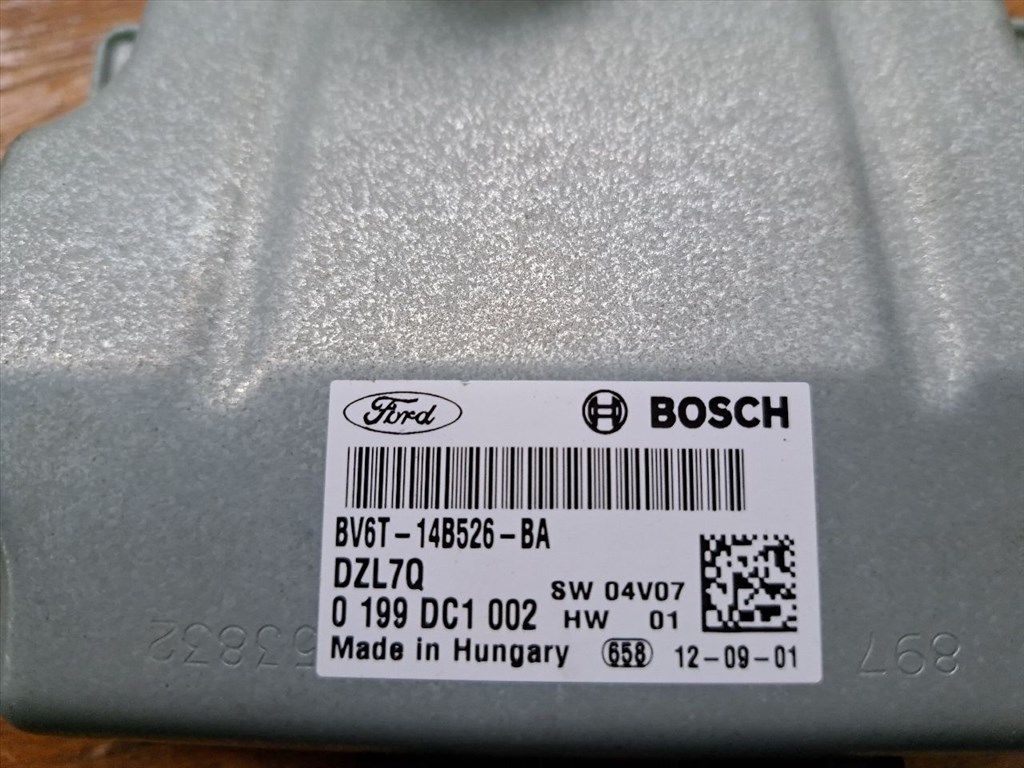 Ford BOSCH
BV6T-14B526-BA
DZL7Q
SW 04V07
0 199 DC1 002
HW 01
Made in Hungary 658 12-09-01
53832
897